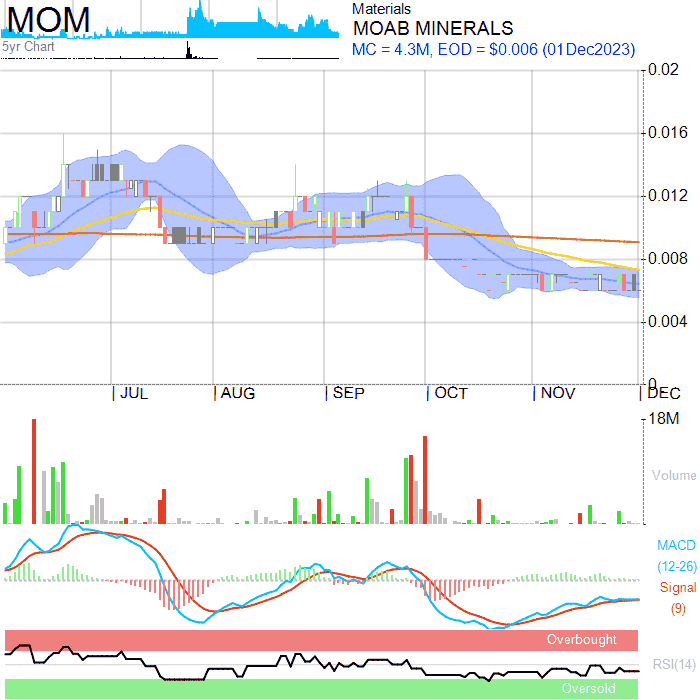 MOM
5yr Chart
Materials
MOAB MINERALS
MC = 4.3M, EOD = $0.006 (01Dec2023)
0.02
0.016
0.012
0.008
0.004
0
JUL AUG SEP OCT NOV DEC
18M
Volume
MACD
(12-26)
Signal
(9)
Overbought
RSI(14)
Oversold